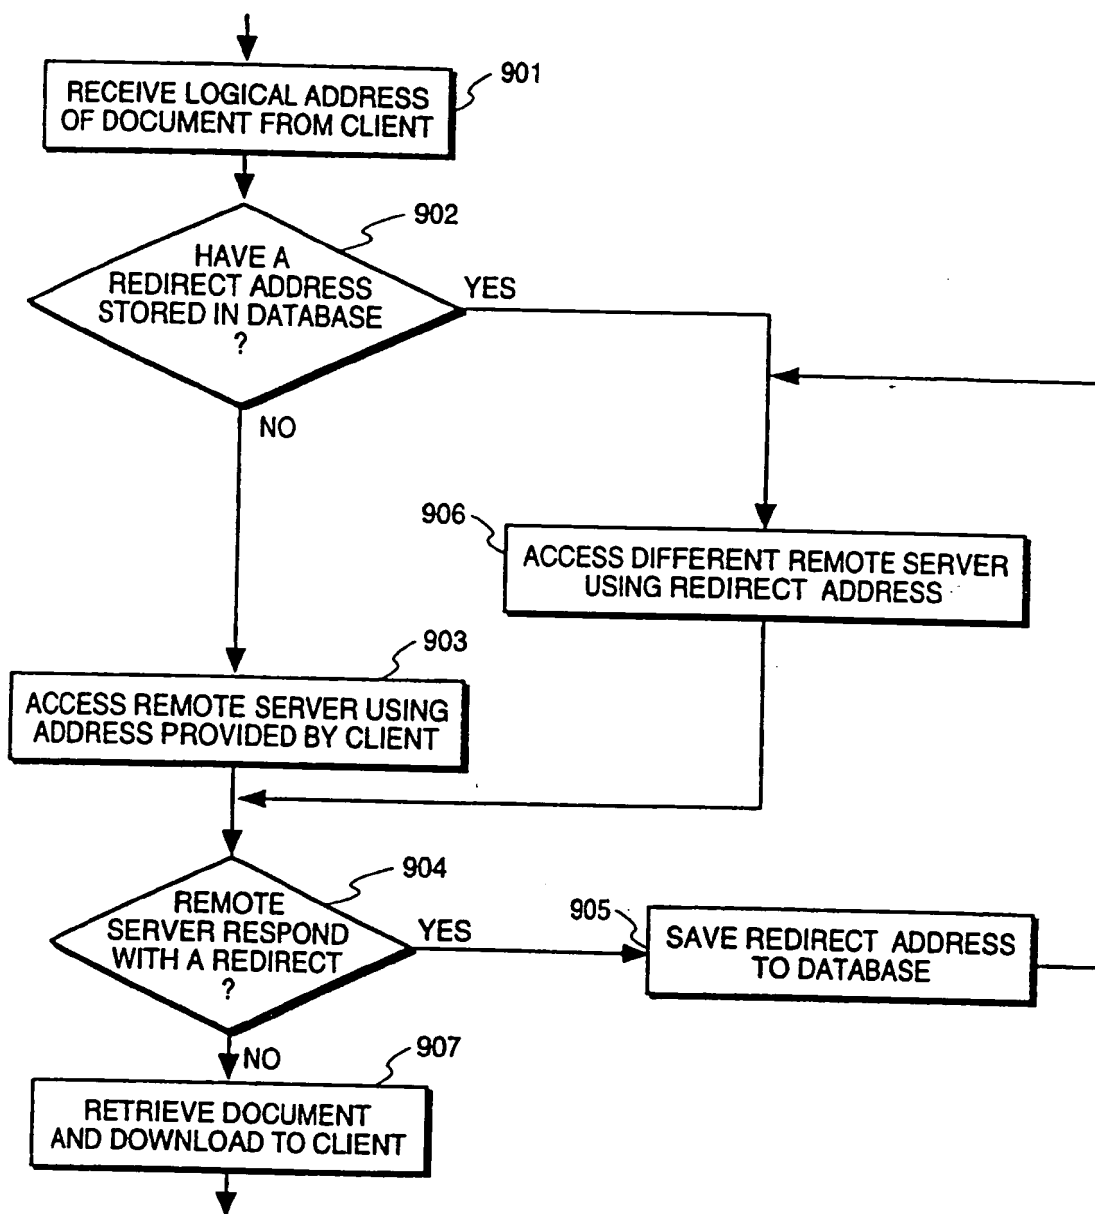 901
RECEIVE LOGICAL ADDRESS
OF DOCUMENT FROM CLIENT
902
HAVE A
REDIRECT ADDRESS
STORED IN DATABASE
?
YES
NO
906
ACCESS DIFFERENT REMOTE SERVER
USING REDIRECT ADDRESS
903
ACCESS REMOTE SERVER USING
ADDRESS PROVIDED BY CLIENT
904
REMOTE
SERVER RESPOND
WITH A REDIRECT
?
YES
905
SAVE REDIRECT ADDRESS
TO DATABASE
NO
907
RETRIEVE DOCUMENT
AND DOWNLOAD TO CLIENT